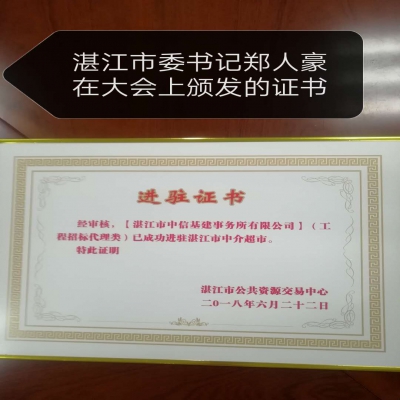 湛江市委书记郑人豪
在大会上颁发的证书
进驻证书
经审核，【湛江市中信基建事务所有限公司】（工
程招标代理类）已成功进驻湛江市中介超市。
特此证明
湛江市公共资源交易中心
二〇一八年六月二十二日